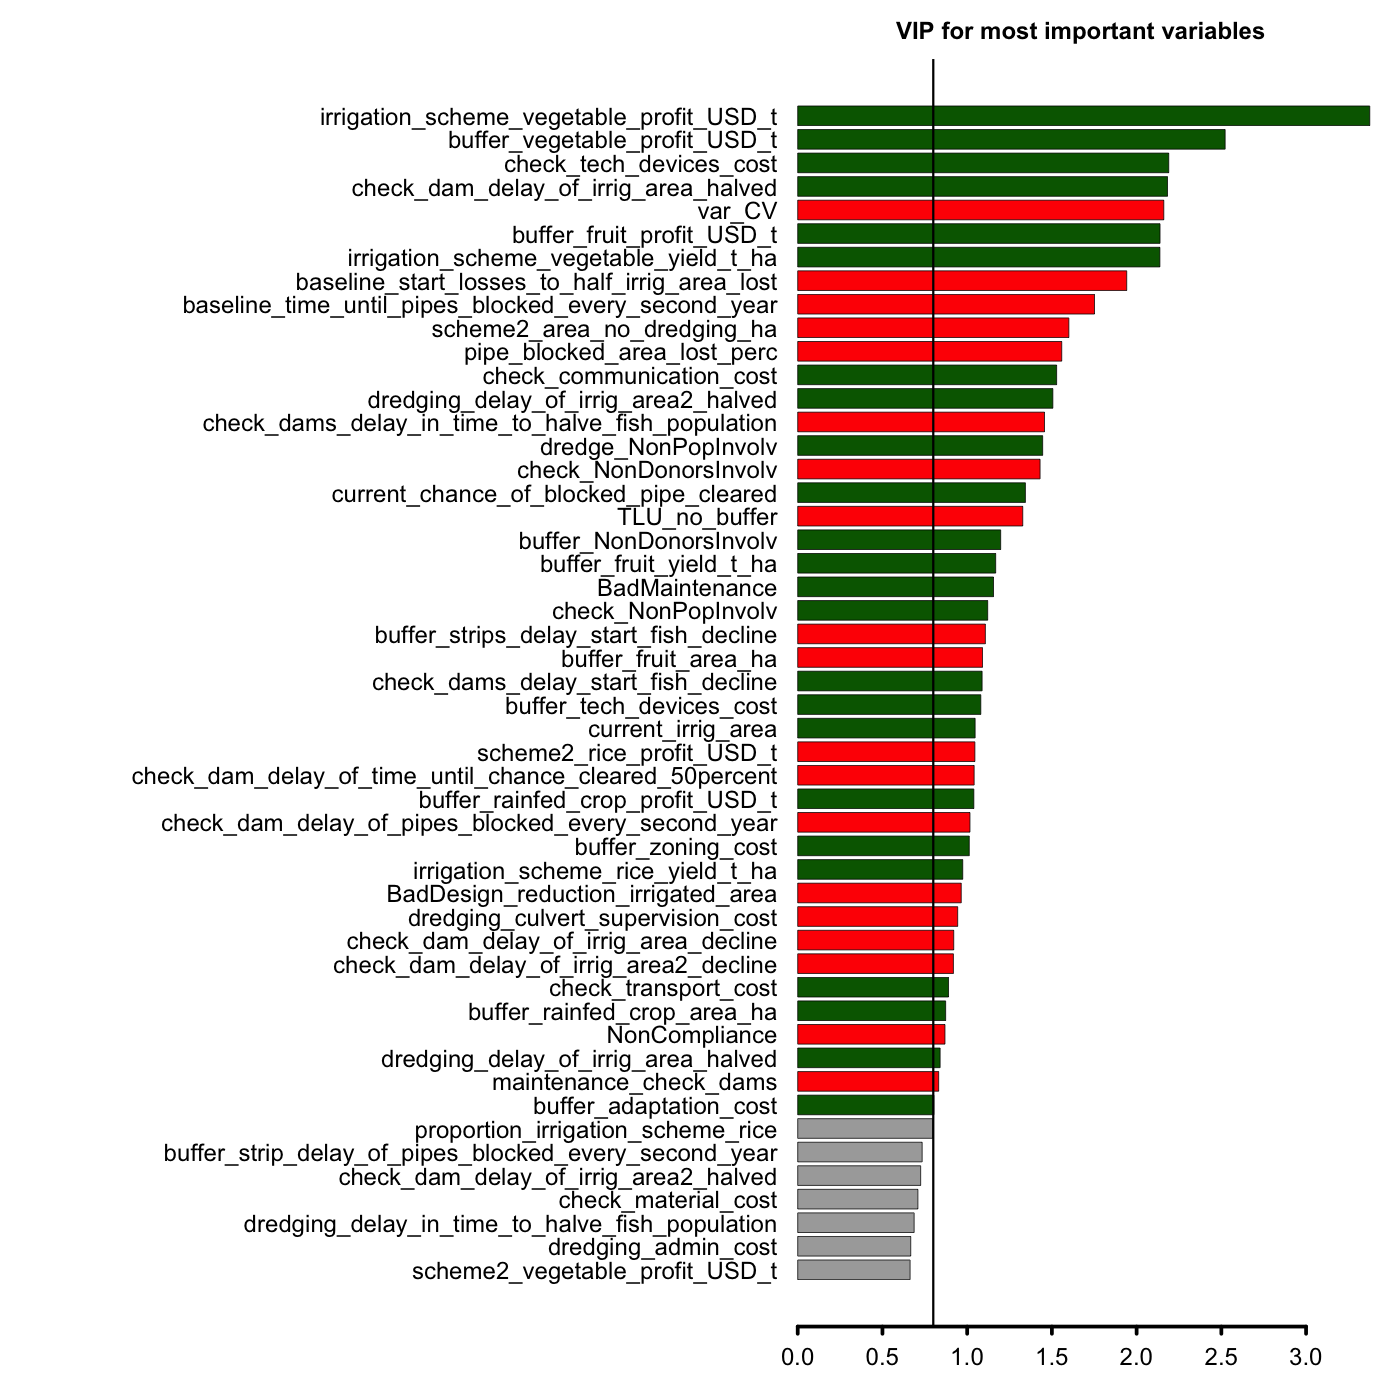 VIP for most important variables
irrigation_scheme_vegetable_profit_USD_t
buffer_vegetable_profit_USD_t
check_tech_devices_cost
check_dam_delay_of_irrig_area_halved
var_CV
buffer_fruit_profit_USD_t
irrigation_scheme_vegetable_yield_t_ha
baseline_start_losses_to_half_irrig_area_lost
baseline_time_until_pipes_blocked_every_second_year
scheme2_area_no_dredging_ha
pipe_blocked_area_lost_perc
check_communication_cost
dredging_delay_of_irrig_area2_halved
check_dams_delay_in_time_to_halve_fish_population
dredge_NonPopInvolv
check_NonDonorsInvolv
current_chance_of_blocked_pipe_cleared
TLU_no_buffer
buffer_NonDonorsInvolv
buffer_fruit_yield_t_ha
BadMaintenance
check_NonPopInvolv
buffer_strips_delay_start_fish_decline
buffer_fruit_area_ha
check_dams_delay_start_fish_decline
buffer_tech_devices_cost
current_irrig_area
scheme2_rice_profit_USD_t
check_dam_delay_of_time_until_chance_cleared_50percent
buffer_rainfed_crop_profit_USD_t
check_dam_delay_of_pipes_blocked_every_second_year
buffer_zoning_cost
irrigation_scheme_rice_yield_t_ha
BadDesign_reduction_irrigated_area
dredging_culvert_supervision_cost
check_dam_delay_of_irrig_area_decline
check_dam_delay_of_irrig_area2_decline
check_transport_cost
buffer_rainfed_crop_area_ha
NonCompliance
dredging_delay_of_irrig_area_halved
maintenance_check_dams
buffer_adaptation_cost
proportion_irrigation_scheme_rice
buffer_strip_delay_of_pipes_blocked_every_second_year
check_dam_delay_of_irrig_area2_halved
check_material_cost
dredging_delay_in_time_to_halve_fish_population
dredging_admin_cost
scheme2_vegetable_profit_USD_t
0.0 0.5 1.0 1.5 2.0 2.5 3.0